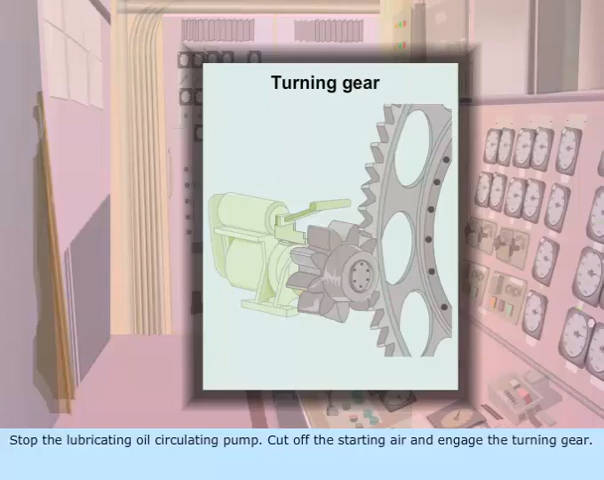 Turning gear
Stop the lubricating oil circulating pump. Cut off the starting air and engage the turning gear.